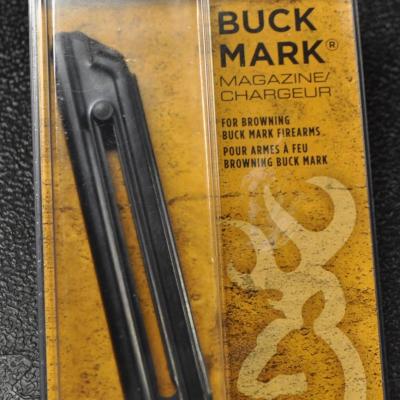 BUCK
MARK®
MAGAZINE/
CHARGEUR
FOR BROWNING
BUCK MARK FIREARMS
POUR ARMES À FEU
BROWNING BUCK MARK